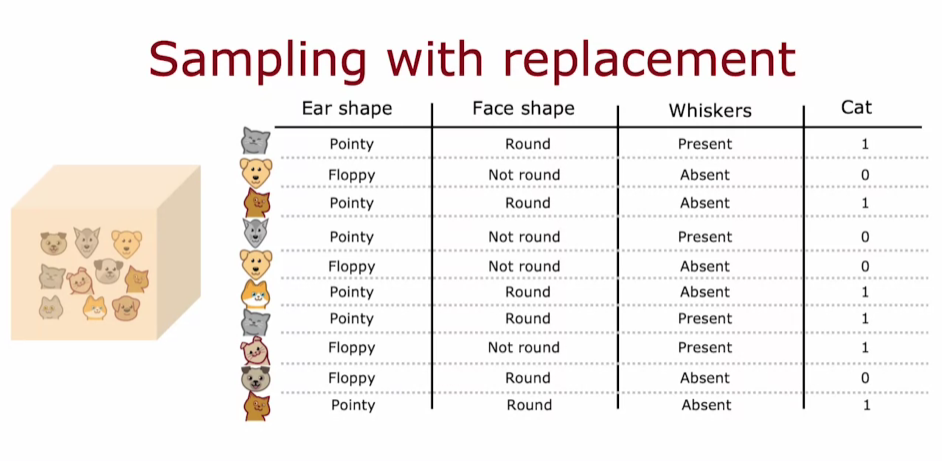 Sampling with replacement
Ear shape Face shape Whiskers Cat
Pointy Round Present 1
Floppy Not round Absent 0
Pointy Round Absent 1
Pointy Not round Present 0
Floppy Not round Absent 0
Pointy Round Absent 1
Pointy Round Present 1
Floppy Not round Present 1
Floppy Round Absent 0
Pointy Round Absent 1